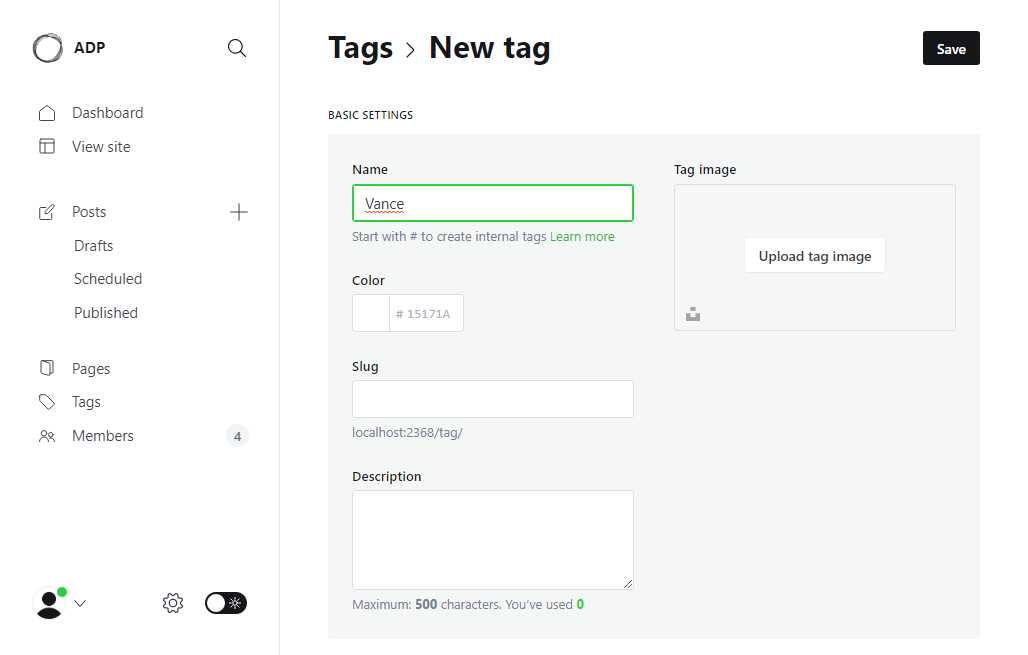 ADP
Tags > New tag
Save
Dashboard
View site
Posts
Drafts
Scheduled
Published
Pages
Tags
Members
4
BASIC SETTINGS
Name
Vance
Start with # to create internal tags Learn more
Color
# 15171A
Slug
localhost:2368/tag/
Description
Maximum: 500 characters. You’ve used 0
Tag image
Upload tag image